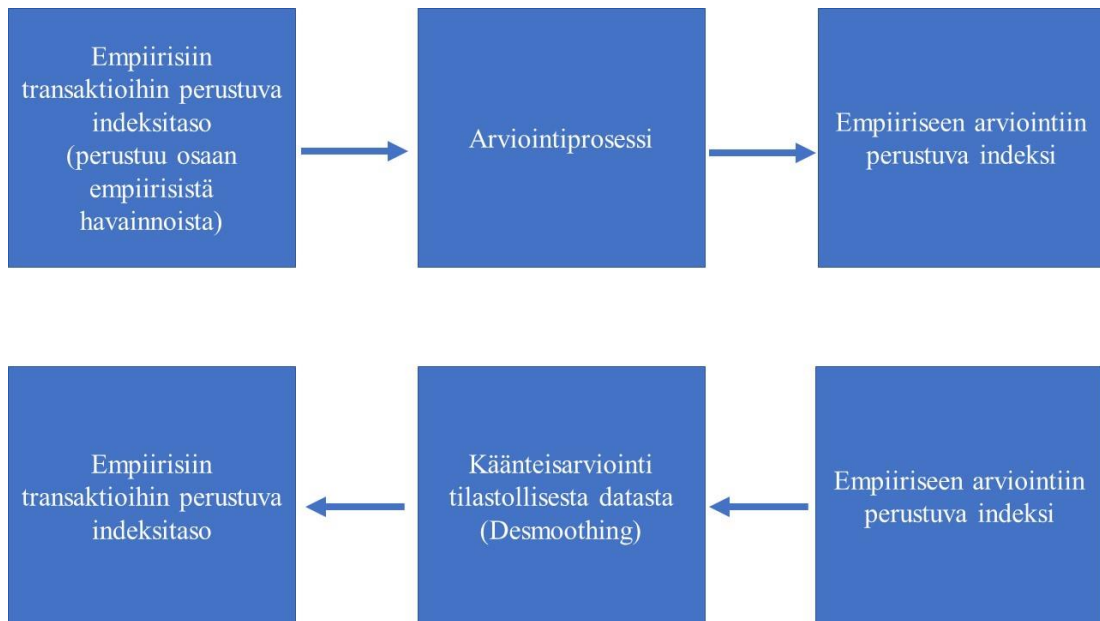 Empiirisiin
transaktioihin perustuva
indeksitaso
(perustuu osaan
empiirisistä
havainnoista)
Arviointiprosessi
Empiiriseen arviointiin
perustuva indeksi
Empiirisiin
transaktioihin perustuva
indeksitaso
Käänteisarviointi
tilastollisesta datasta
(Desmoothing)
Empiiriseen arviointiin
perustuva indeksi